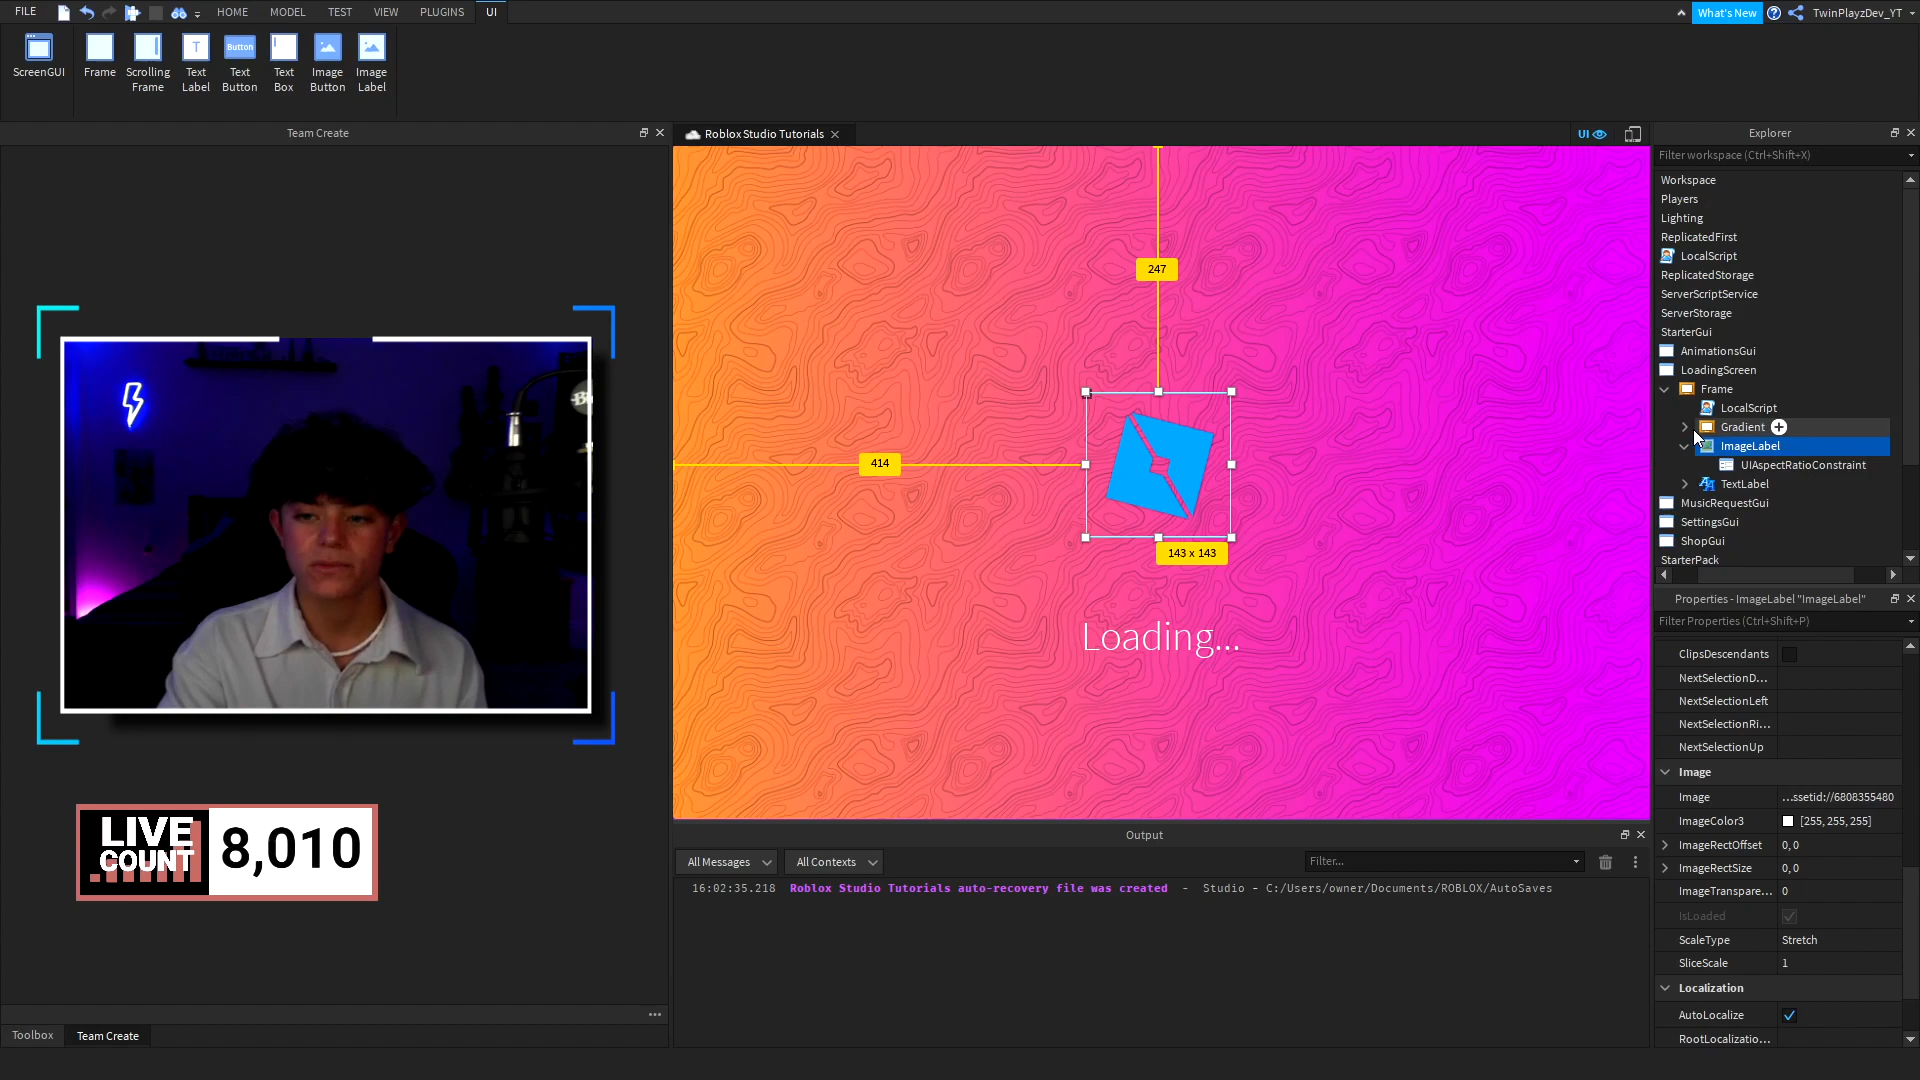 FILE
HOME
MODEL
TEST
VIEW
PLUGINS
UI
What's New
TwinPlayzDev_YT
ScreenGUI
Frame
Scrolling
Frame
Text
Label
Button
Text
Button
Text
Box
Image
Button
Image
Label
Team Create
Roblox Studio Tutorials
UI
Explorer
Filter workspace (Ctrl+Shift+X)
Workspace
Players
Lighting
ReplicatedFirst
LocalScript
ReplicatedStorage
ServerScriptService
ServerStorage
StarterGui
AnimationsGui
LoadingScreen
Frame
LocalScript
Gradient
ImageLabel
UIAspectRatioConstraint
TextLabel
MusicRequestGui
SettingsGui
ShopGui
StarterPack
247
414
143 x 143
Loading...
Properties - ImageLabel "ImageLabel"
Filter Properties (Ctrl+Shift+P)
ClipsDescendants
NextSelectionD...
NextSelectionLeft
NextSelectionRi...
NextSelectionUp
Image
Image ...ssetid://6808355480
ImageColor3 [255, 255, 255]
ImageRectOffset 0, 0
ImageRectSize 0, 0
ImageTranspare... 0
IsLoaded
ScaleType Stretch
SliceScale 1
Localization
AutoLocalize
RootLocalizatio...
LIVE
COUNT
8,010
Output
All Messages
All Contexts
Filter...
16:02:35.218 Roblox Studio Tutorials auto-recovery file was created - Studio - C:/Users/owner/Documents/ROBLOX/AutoSaves
Toolbox
Team Create